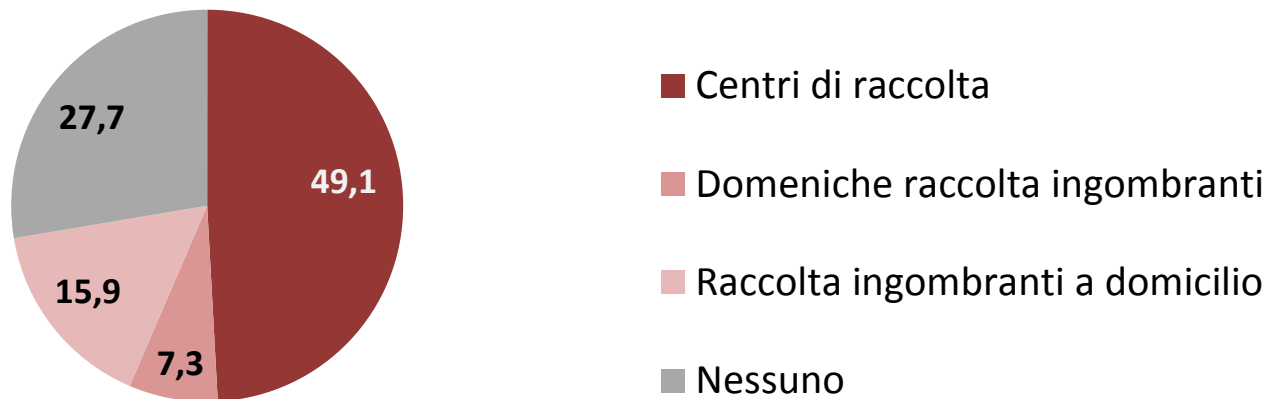 27,7
49,1
15,9
7,3
Centri di raccolta
Domeniche raccolta ingombranti
Raccolta ingombranti a domicilio
Nessuno